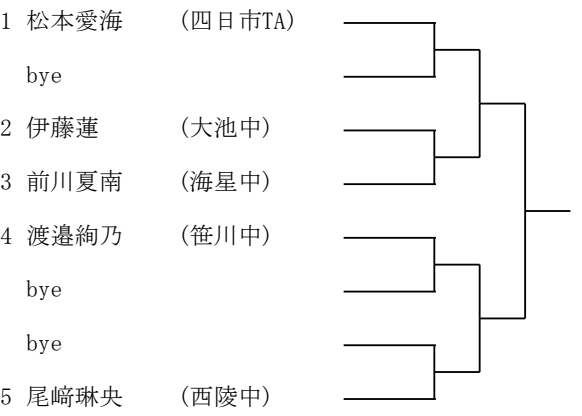 1 松本愛海 (四日市TA)
bye
2 伊藤蓮 (大池中)
3 前川夏南 (海星中)
4 渡邉絢乃 (笹川中)
bye
bye
5 尾﨑琳央 (西陵中)